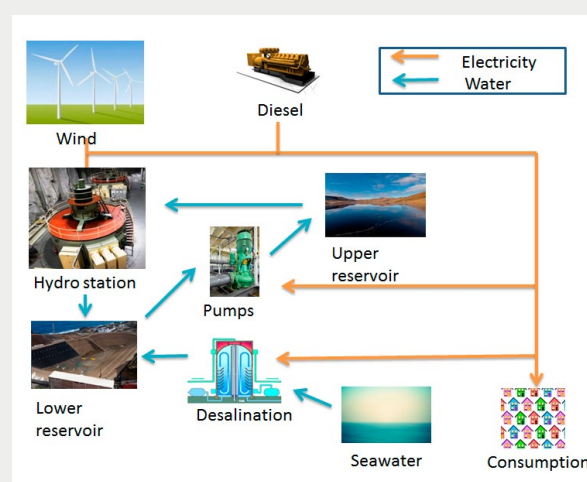 Electricity
Water
Diesel
Wind
Upper
reservoir
Hydro station
Pumps
Lower
reservoir
Desalination
Seawater
Consumption